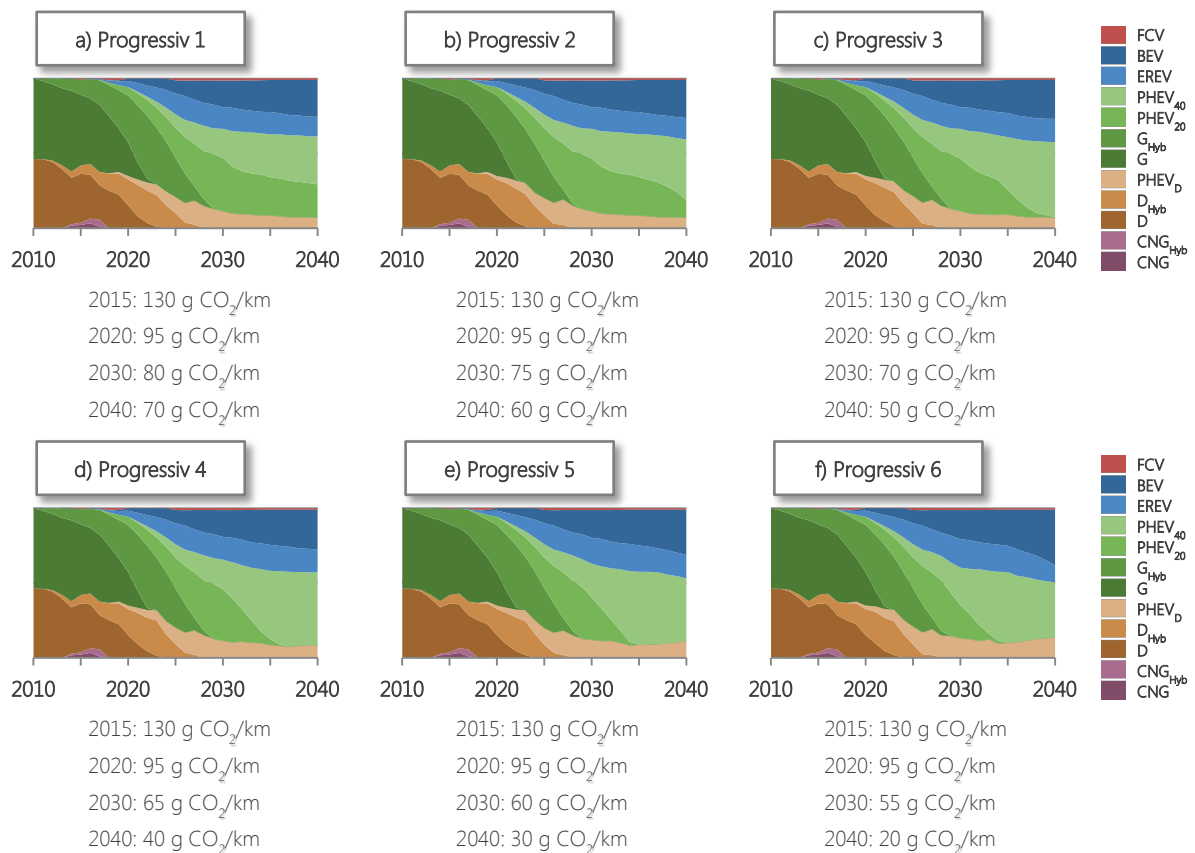 a) Progressiv 1
b) Progressiv 2
c) Progressiv 3
FCV
BEV
EREV
PHEV40
PHEV20
GHyb
G
PHEVD
DHyb
D
CNGHyb
CNG
2010 2020 2030 2040
2010 2020 2030 2040
2010 2020 2030 2040
2015: 130 g CO2/km
2020: 95 g CO2/km
2030: 80 g CO2/km
2040: 70 g CO2/km
2015: 130 g CO2/km
2020: 95 g CO2/km
2030: 75 g CO2/km
2040: 60 g CO2/km
2015: 130 g CO2/km
2020: 95 g CO2/km
2030: 70 g CO2/km
2040: 50 g CO2/km
d) Progressiv 4
e) Progressiv 5
f) Progressiv 6
FCV
BEV
EREV
PHEV40
PHEV20
GHyb
G
PHEVD
DHyb
D
CNGHyb
CNG
2010 2020 2030 2040
2010 2020 2030 2040
2010 2020 2030 2040
2015: 130 g CO2/km
2020: 95 g CO2/km
2030: 65 g CO2/km
2040: 40 g CO2/km
2015: 130 g CO2/km
2020: 95 g CO2/km
2030: 60 g CO2/km
2040: 30 g CO2/km
2015: 130 g CO2/km
2020: 95 g CO2/km
2030: 55 g CO2/km
2040: 20 g CO2/km